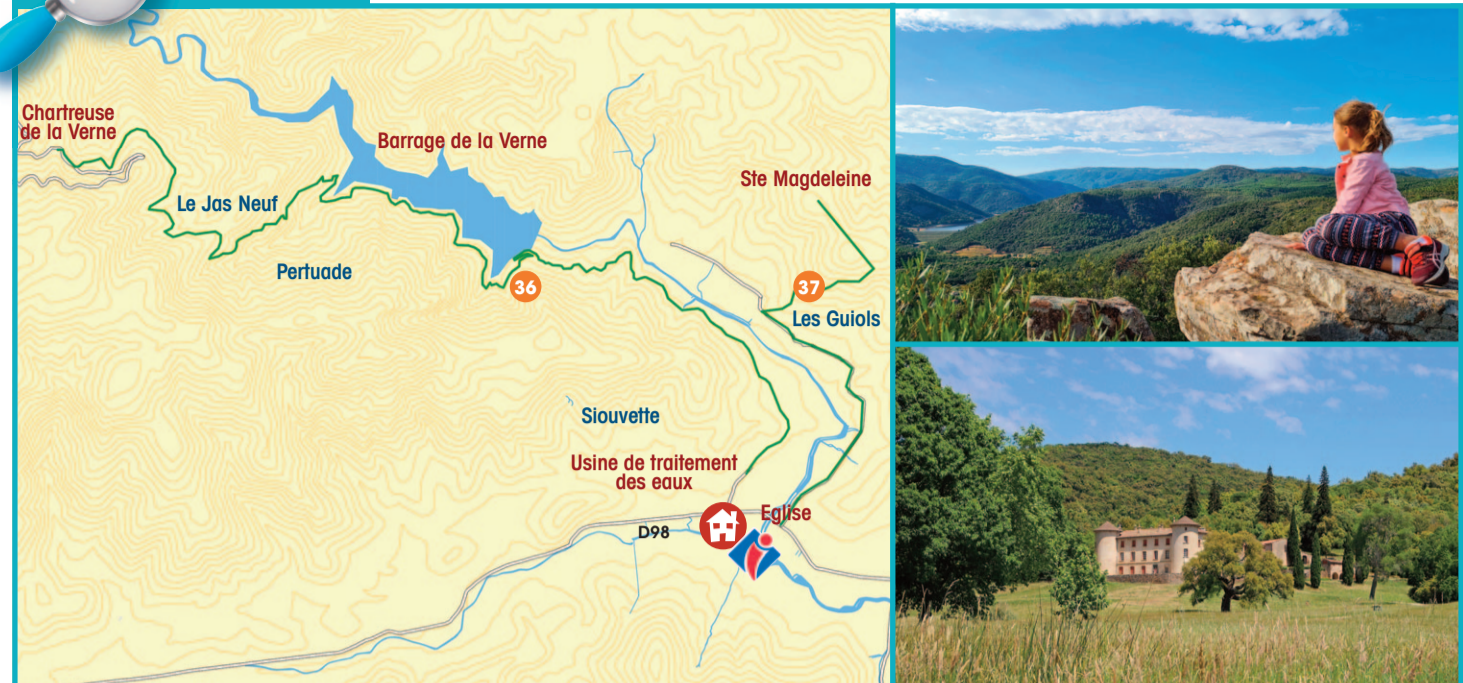 Chartreuse
de la Verne
Barrage de la Verne
Ste Magdeleine
Le Jas Neuf
Pertuade
36
37
Les Guiols
Siouvette
Usine de traitement
des eaux
Eglise
D98
i